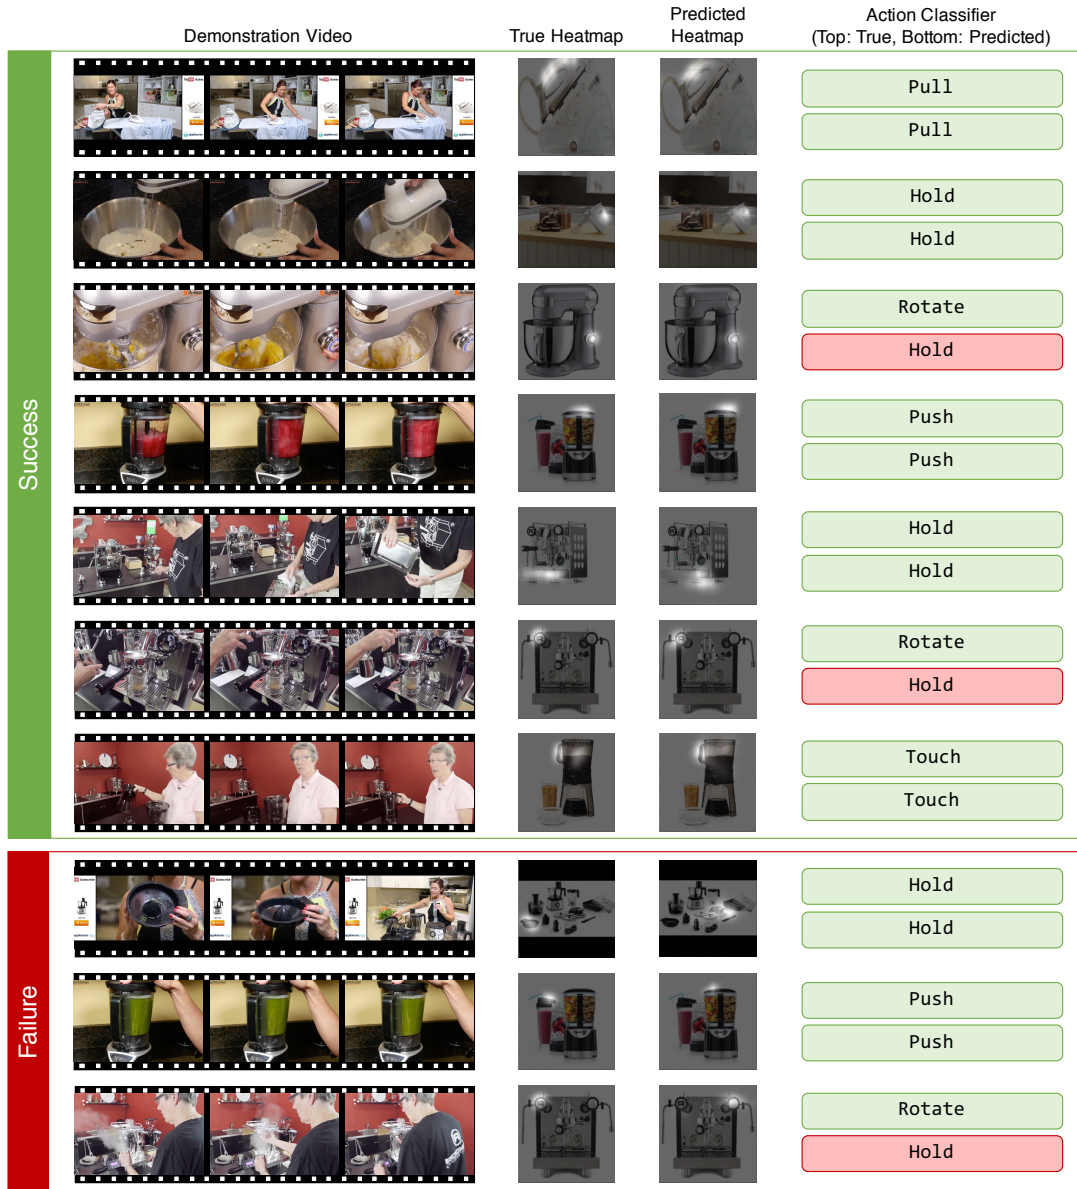 Demonstration Video
True Heatmap
Predicted
Heatmap
Action Classifier
(Top: True, Bottom: Predicted)
Success
Pull
Pull
Hold
Hold
Rotate
Hold
Push
Push
Hold
Hold
Rotate
Hold
Touch
Touch
Failure
Hold
Hold
Push
Push
Rotate
Hold